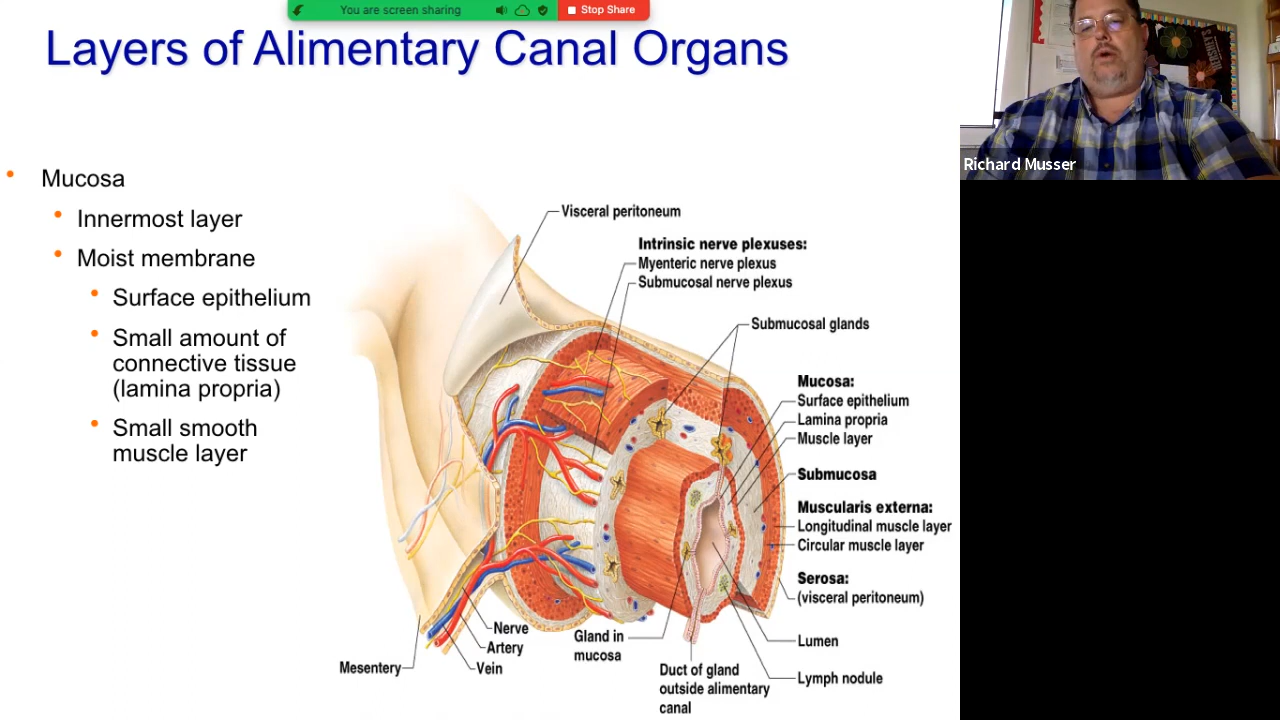 You are screen sharing
Stop Share
Layers of Alimentary Canal Organs
Richard Musser
Mucosa
Innermost layer
Moist membrane
Surface epithelium
Small amount of
connective tissue
(lamina propria)
Small smooth
muscle layer
Visceral peritoneum
Intrinsic nerve plexuses:
Myenteric nerve plexus
Submucosal nerve plexus
Submucosal glands
Mucosa:
Surface epithelium
Lamina propria
Muscle layer
Submucosa
Muscularis externa:
Longitudinal muscle layer
Circular muscle layer
Serosa:
(visceral peritoneum)
Nerve
Artery
Vein
Mesentery
Gland in
mucosa
Duct of gland
outside alimentary
canal
Lumen
Lymph nodule